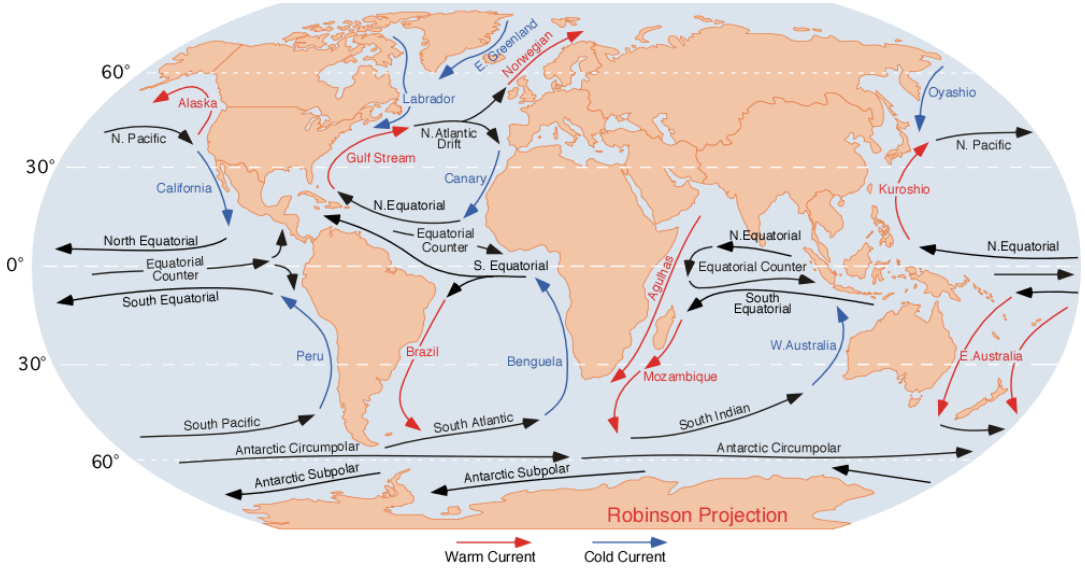 E. Greenland
Norwegian
60°
Alaska
Labrador
Oyashio
N. Pacific
N. Atlantic
Drift
N. Pacific
Gulf Stream
30°
30°
California
Canary
Kuroshio
N.Equatorial
North Equatorial
Equatorial
Counter
N.Equatorial
N.Equatorial
Equatorial
Counter
S. Equatorial
Equatorial Counter
0°
0°
South Equatorial
Agulhas
South
Equatorial
Peru
Brazil
Benguela
W.Australia
E.Australia
30°
30°
Mozambique
South Pacific
South Atlantic
South Indian
Antarctic Circumpolar
Antarctic Circumpolar
60°
Antarctic Subpolar
Antarctic Subpolar
Robinson Projection
Warm Current
Cold Current